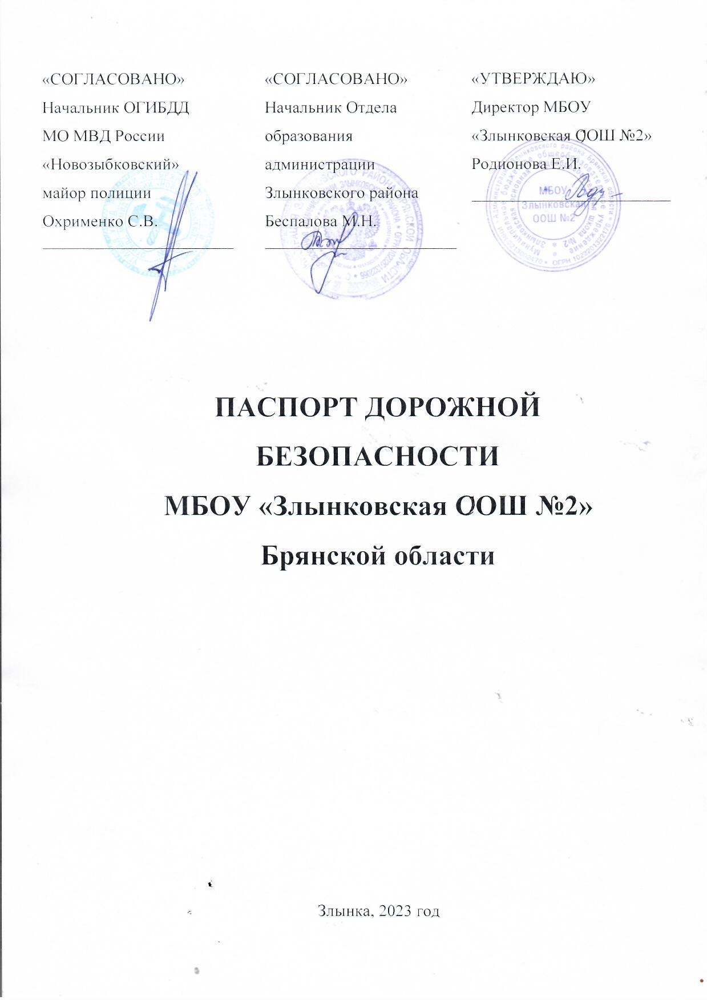 «СОГЛАСОВАНО»
Начальник ОГИБДД
МО МВД России
«Новозыбковский»
майор полиции
Охрименко С.В.
«СОГЛАСОВАНО»
Начальник Отдела
образования
администрации
Злынковского района
Беспалова М.Н.
«УТВЕРЖДАЮ»
Директор МБОУ
«Злынковская ООШ №2»
Родионова Е.И.
МБОУ
Злынковская
ООШ №2
ОГРН 1023201322170
ПАСПОРТ ДОРОЖНОЙ
БЕЗОПАСНОСТИ
МБОУ «Злынковская ООШ №2»
Брянской области
Злынка, 2023 год